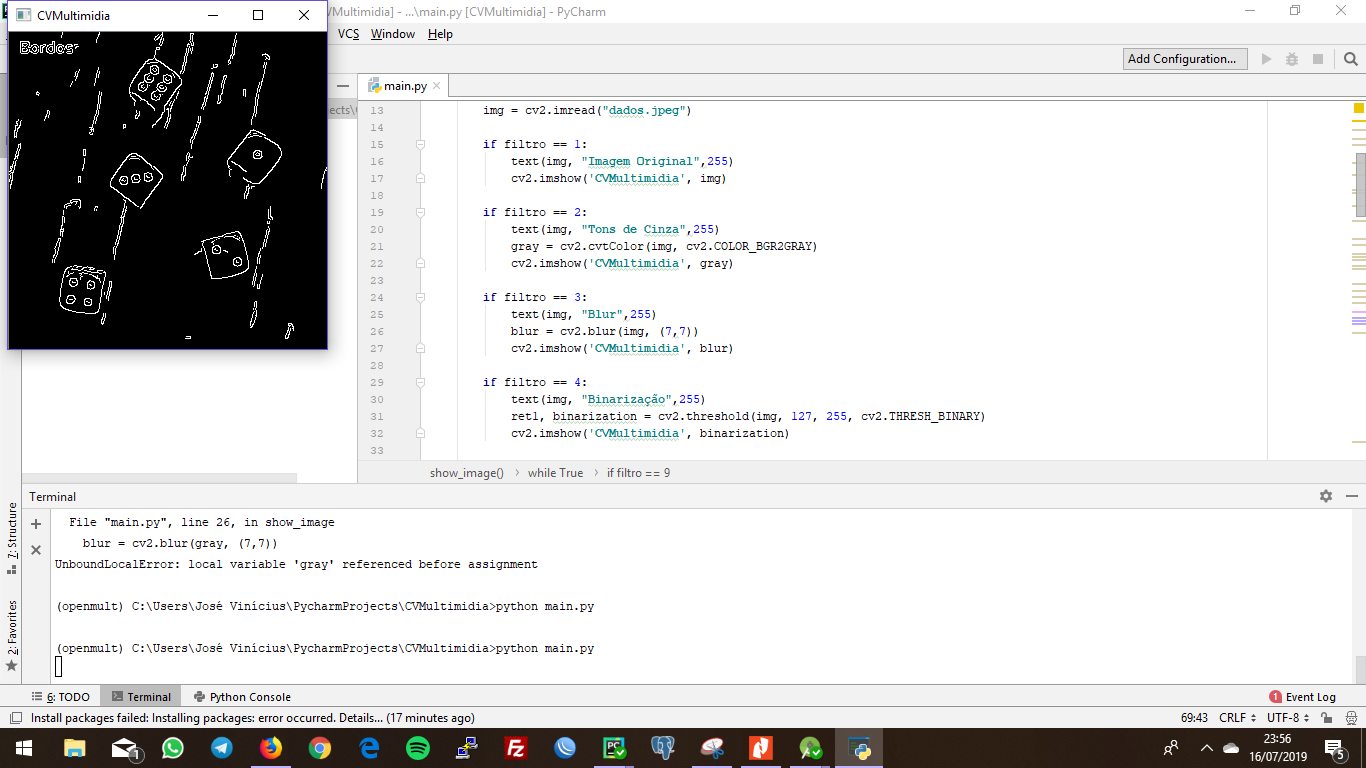 CVMultimidia
VMultimidia] - ...\main.py [CVMultimidia] - PyCharm
VCS Window Help
Add Configuration...
Bordas
main.py
ects\
13 img = cv2.imread("dados.jpeg")
14
15 if filtro == 1:
16 text(img, "Imagem Original",255)
17 cv2.imshow('CVMultimidia', img)
18
19 if filtro == 2:
20 text(img, "Tons de Cinza",255)
21 gray = cv2.cvtColor(img, cv2.COLOR_BGR2GRAY)
22 cv2.imshow('CVMultimidia', gray)
23
24 if filtro == 3:
25 text(img, "Blur",255)
26 blur = cv2.blur(img, (7,7))
27 cv2.imshow('CVMultimidia', blur)
28
29 if filtro == 4:
30 text(img, "Binarização",255)
31 ret1, binarization = cv2.threshold(img, 127, 255, cv2.THRESH_BINARY)
32 cv2.imshow('CVMultimidia', binarization)
33
show_image() › while True › if filtro == 9
Terminal
File "main.py", line 26, in show_image
blur = cv2.blur(gray, (7,7))
UnboundLocalError: local variable 'gray' referenced before assignment
(openmult) C:\Users\José Vinícius\PycharmProjects\CVMultimidia>python main.py
(openmult) C:\Users\José Vinícius\PycharmProjects\CVMultimidia>python main.py
7: Structure
2: Favorites
6: TODO Terminal Python Console 1 Event Log
Install packages failed: Installing packages: error occurred. Details... (17 minutes ago) 69:43 CRLF UTF-8
1 PC 23:56
16/07/2019 5